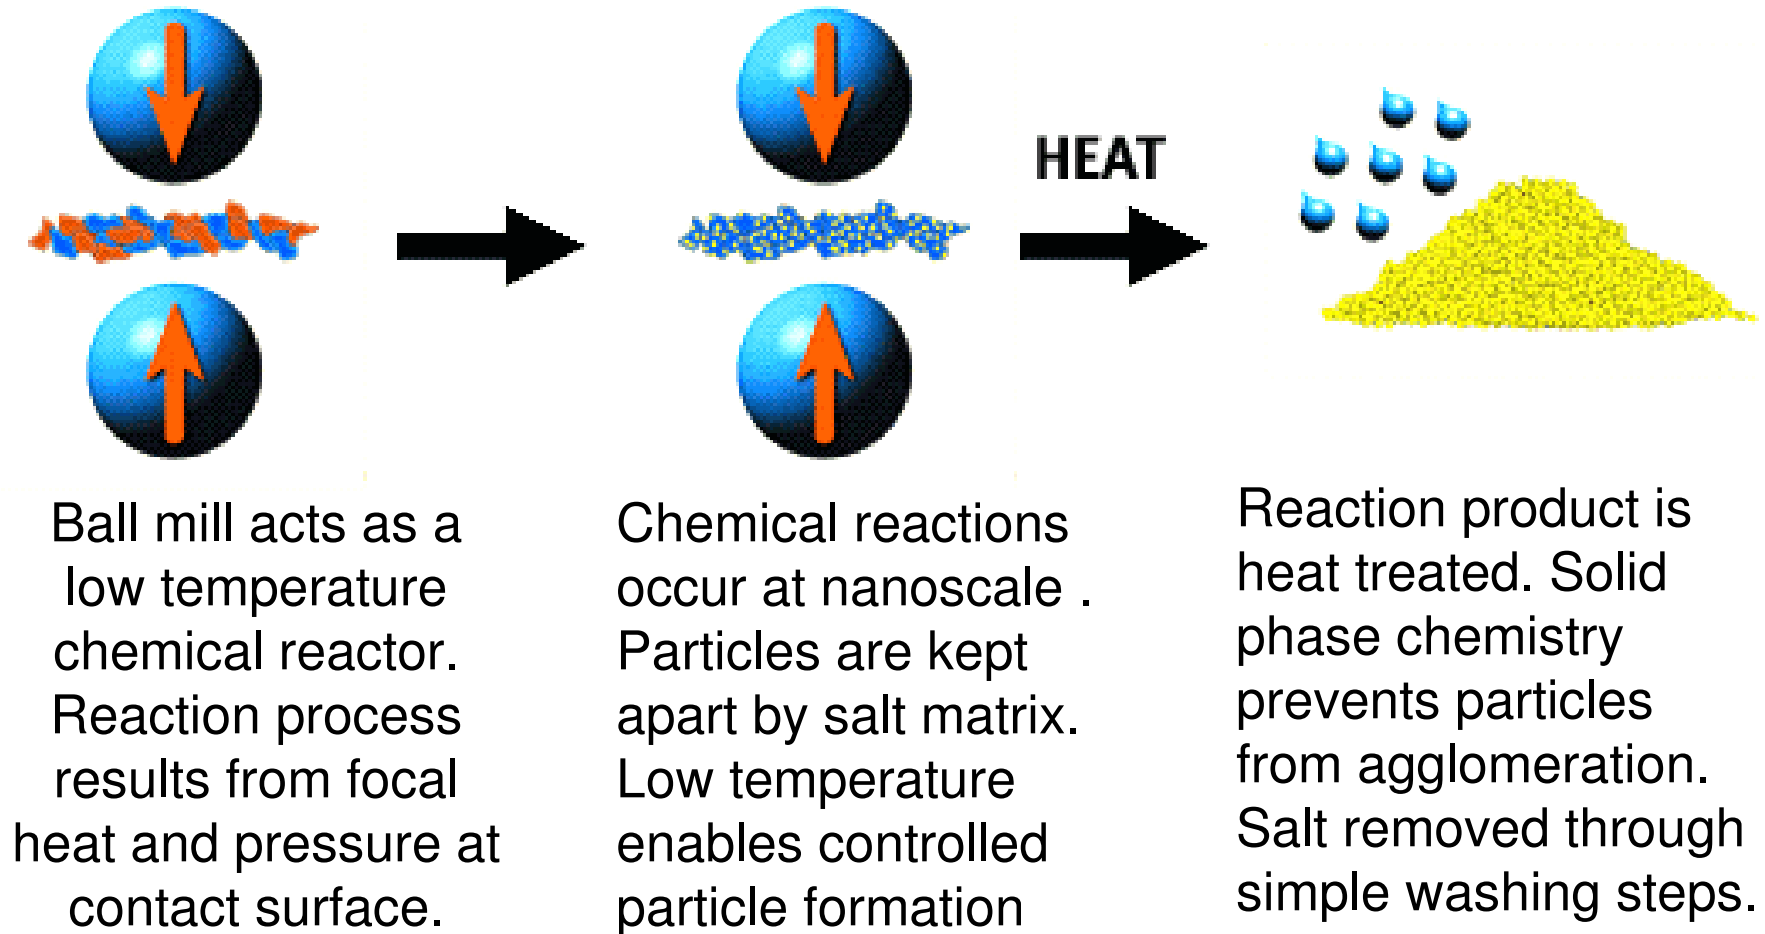 HEAT
Ball mill acts as a
low temperature
chemical reactor.
Reaction process
results from focal
heat and pressure at
contact surface.
Chemical reactions
occur at nanoscale .
Particles are kept
apart by salt matrix.
Low temperature
enables controlled
particle formation
Reaction product is
heat treated. Solid
phase chemistry
prevents particles
from agglomeration.
Salt removed through
simple washing steps.